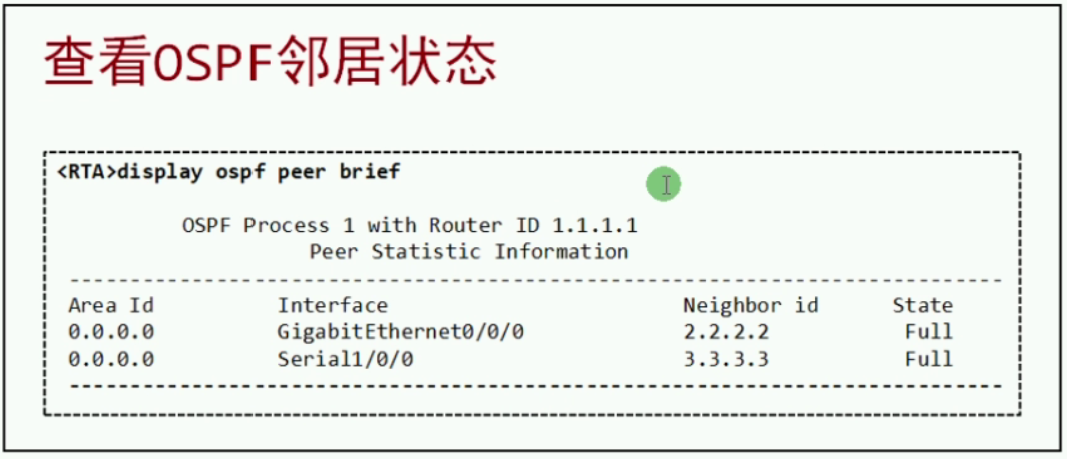 查看OSPF邻居状态
<RTA>display ospf peer brief
OSPF Process 1 with Router ID 1.1.1.1
Peer Statistic Information
Area Id Interface Neighbor id State
0.0.0.0 GigabitEthernet0/0/0 2.2.2.2 Full
0.0.0.0 Serial1/0/0 3.3.3.3 Full